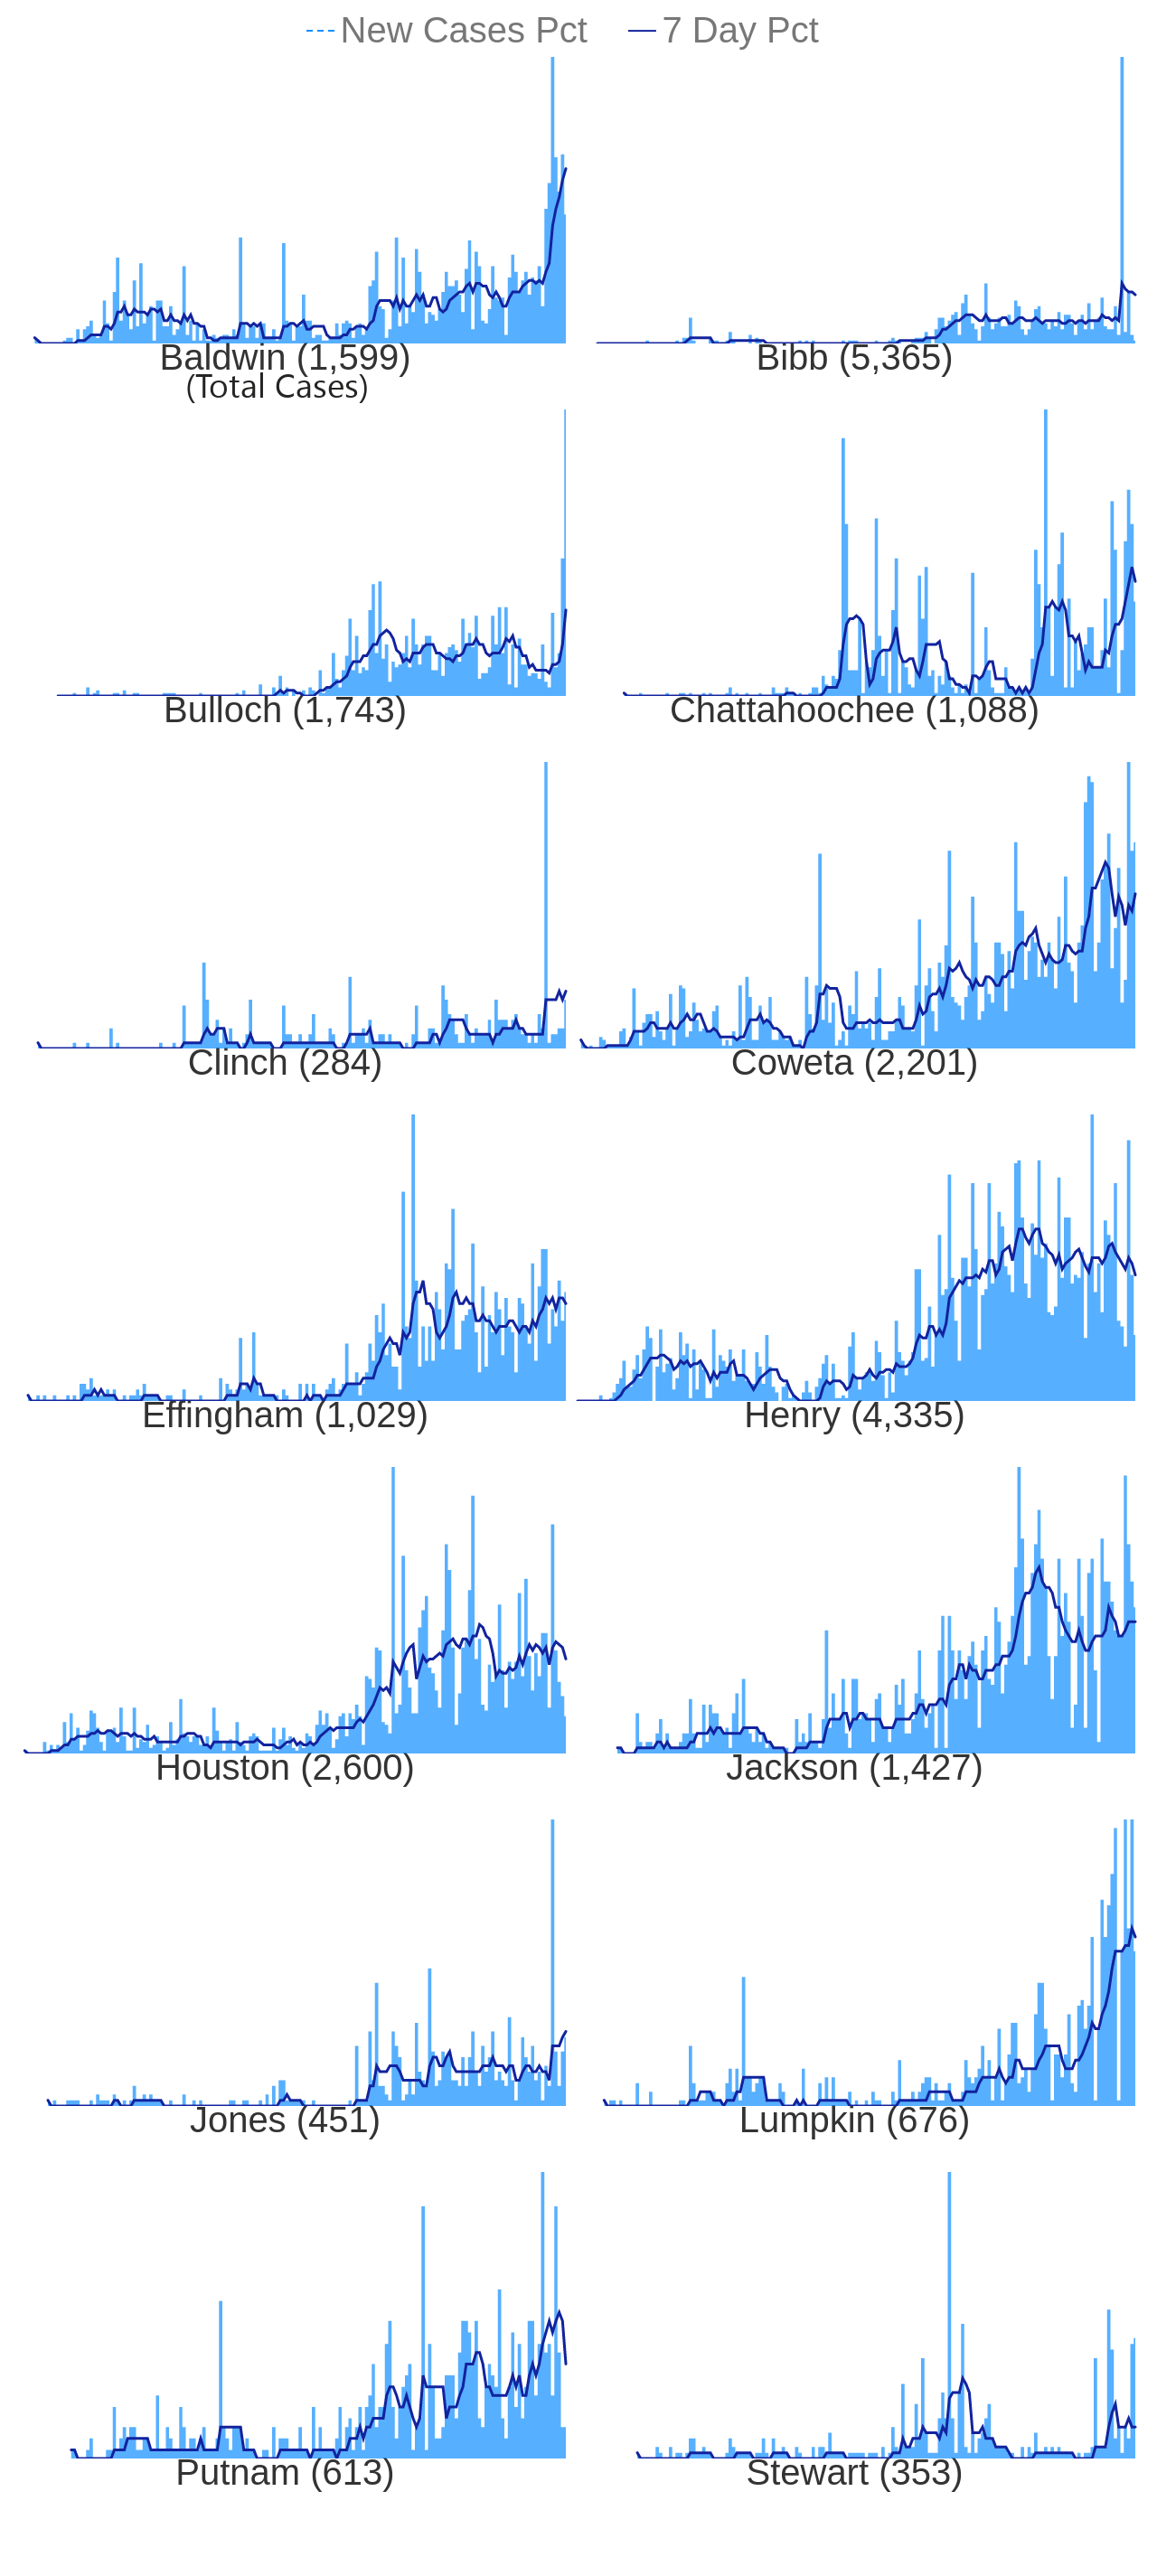 New Cases Pct 7 Day Pct
Baldwin (1,599) Bibb (5,365)
(Total Cases)
Bulloch (1,743) Chattahoochee (1,088)
Clinch (284) Coweta (2,201)
Effingham (1,029) Henry (4,335)
Houston (2,600) Jackson (1,427)
Jones (451) Lumpkin (676)
Putnam (613) Stewart (353)